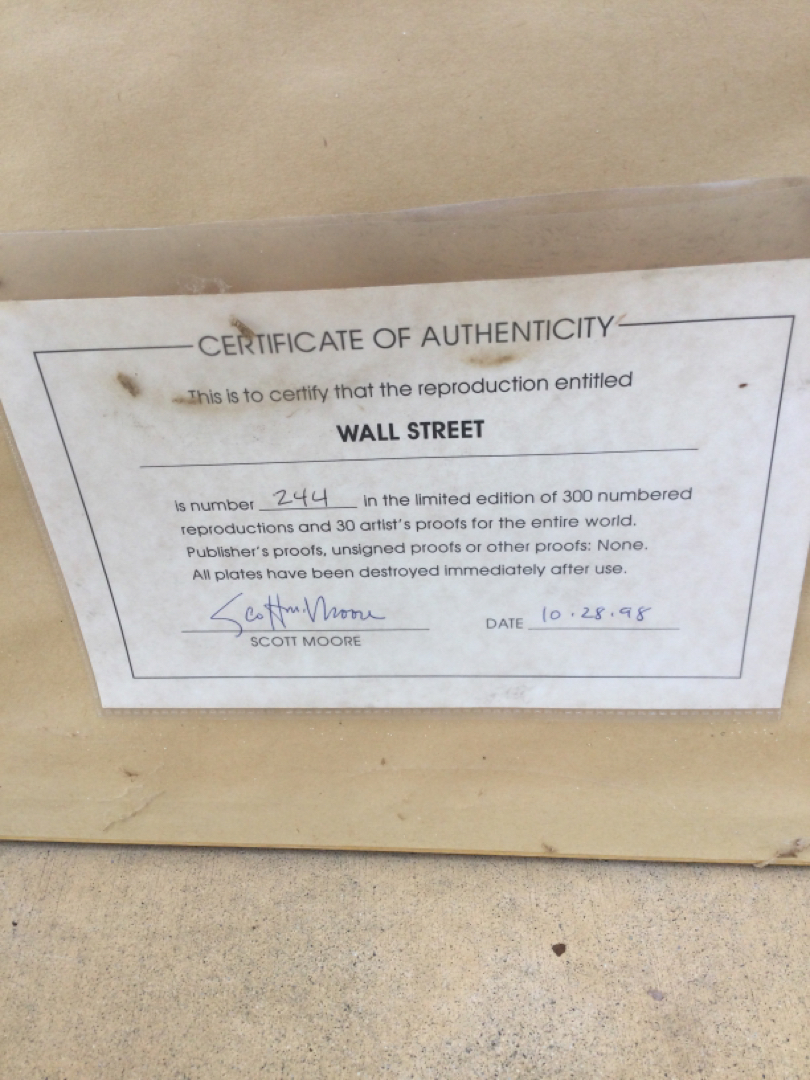 CERTIFICATE OF AUTHENTICITY
This is to certify that the reproduction entitled
WALL STREET
is number 244 in the limited edition of 300 numbered
reproductions and 30 artist's proofs for the entire world.
Publisher's proofs, unsigned proofs or other proofs: None.
All plates have been destroyed immediately after use.
Scott M. Moore
SCOTT MOORE
DATE 10.28.98